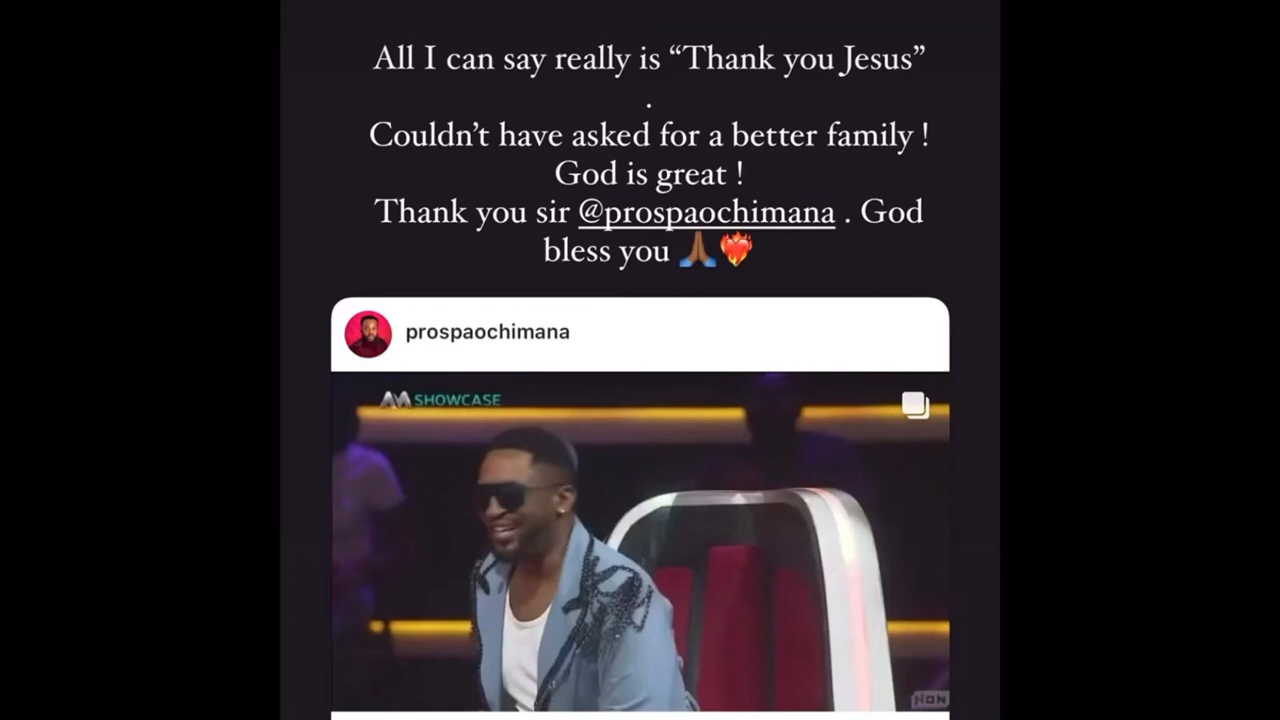 All I can say really is “Thank you Jesus”
.
Couldn’t have asked for a better family !
God is great !
Thank you sir @prospaochimana . God
bless you 🙏🏾❤️‍🔥
prospaochimana
SHOWCASE
HDN